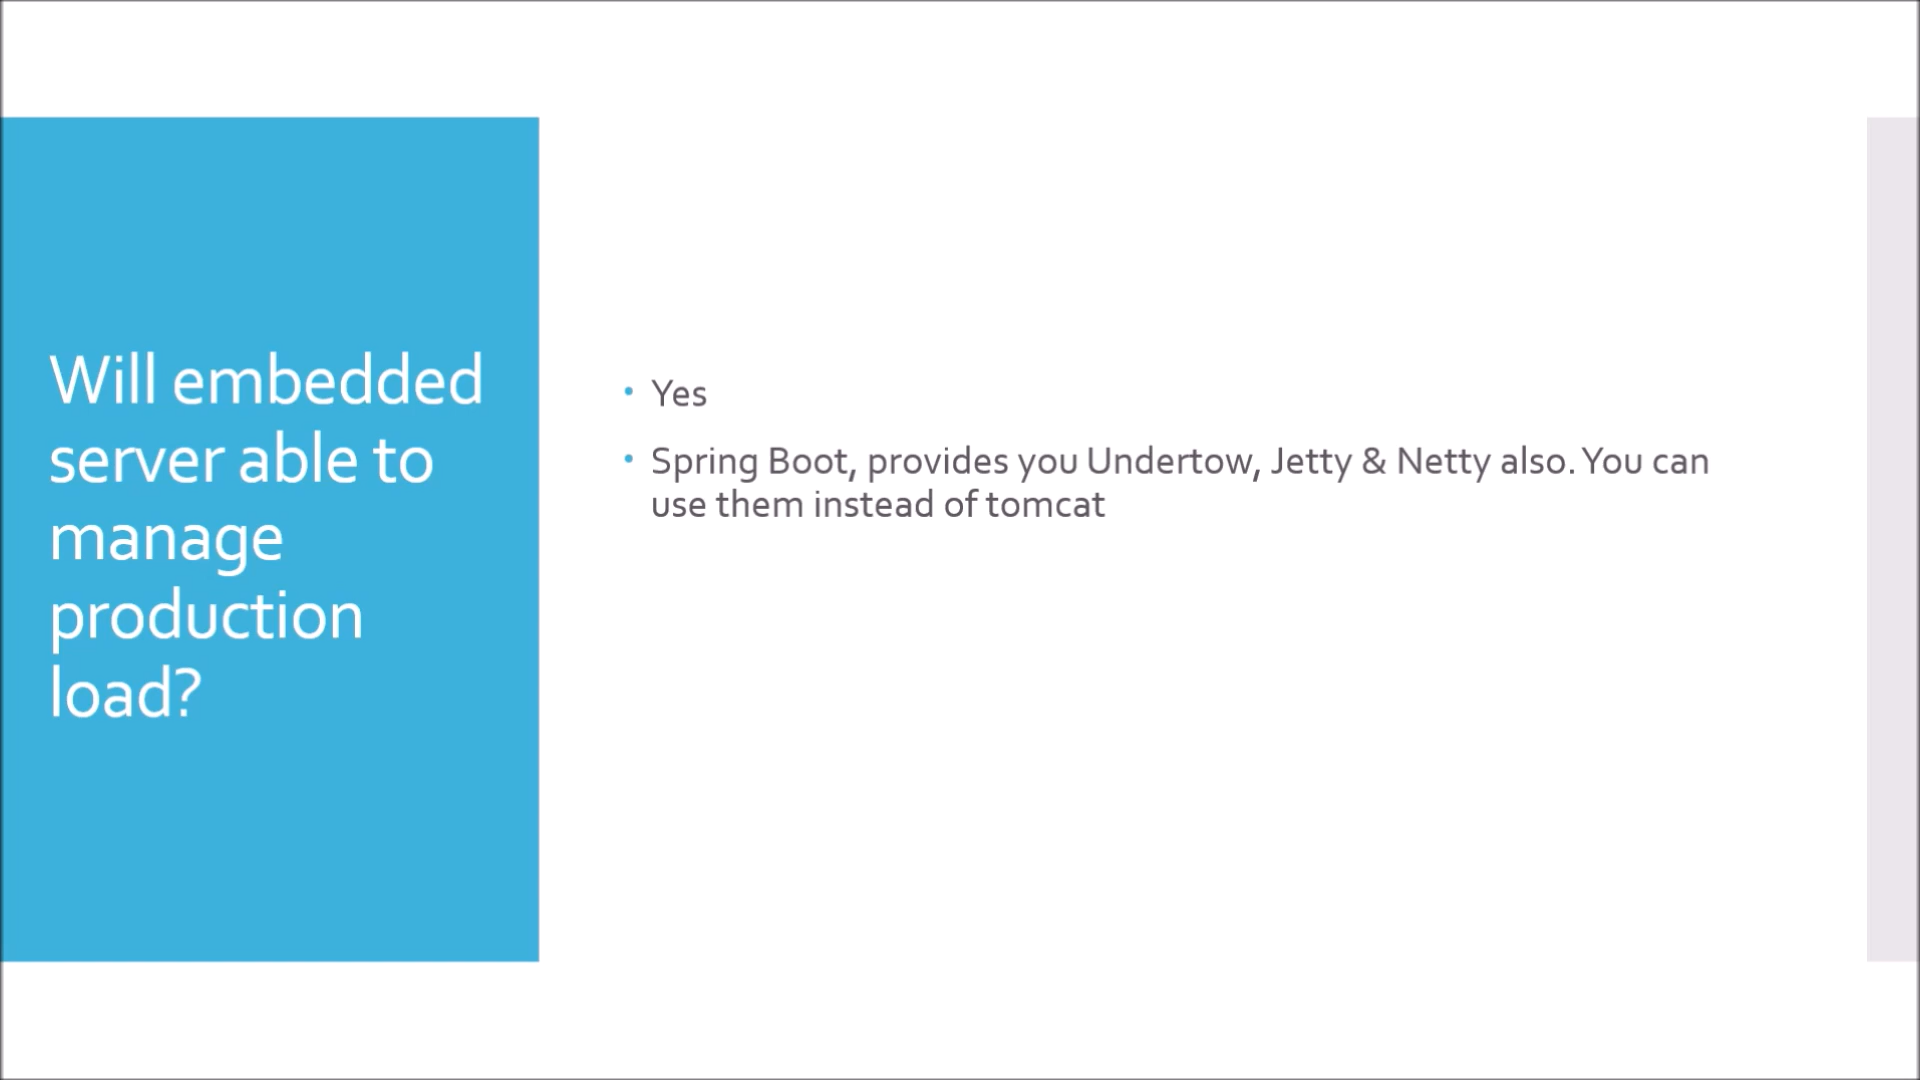 Will embedded
server able to
manage
production
load?
• Yes
• Spring Boot, provides you Undertow, Jetty & Netty also. You can
use them instead of tomcat